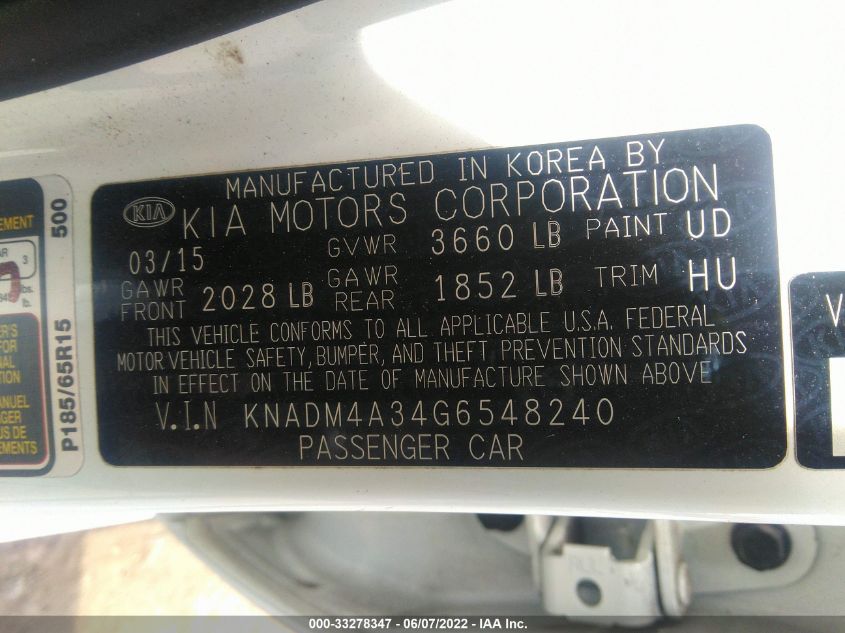 MANUFACTURED IN KOREA BY
KIA KIA MOTORS CORPORATION
03/15 GVWR 3660 LB PAINT UD
GAWR FRONT 2028 LB GAWR REAR 1852 LB TRIM HU
THIS VEHICLE CONFORMS TO ALL APPLICABLE U.S.A. FEDERAL
MOTOR VEHICLE SAFETY, BUMPER, AND THEFT PREVENTION STANDARDS
IN EFFECT ON THE DATE OF MANUFACTURE SHOWN ABOVE
V.I.N KNADM4A34G6548240
PASSENGER CAR
P185/65R15 500
3
lb.
FOR
000-33278347 - 06/07/2022 - IAA Inc.